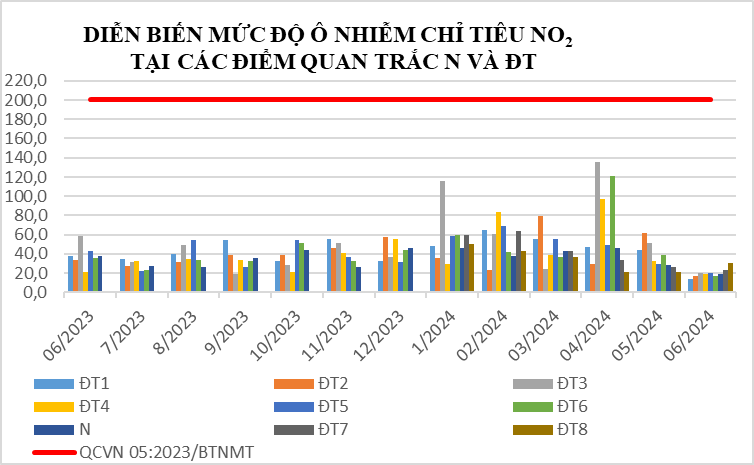 DIỄN BIẾN MỨC ĐỘ Ô NHIỄM CHỈ TIÊU NO₂
TẠI CÁC ĐIỂM QUAN TRẮC N VÀ ĐT
220,0
200,0
180,0
160,0
140,0
120,0
100,0
80,0
60,0
40,0
20,0
0,0
06/2023 7/2023 8/2023 9/2023 10/2023 11/2023 12/2023 1/2024 02/2024 03/2024 04/2024 05/2024 06/2024
ĐT1 ĐT2 ĐT3
ĐT4 ĐT5 ĐT6
N ĐT7 ĐT8
QCVN 05:2023/BTNMT